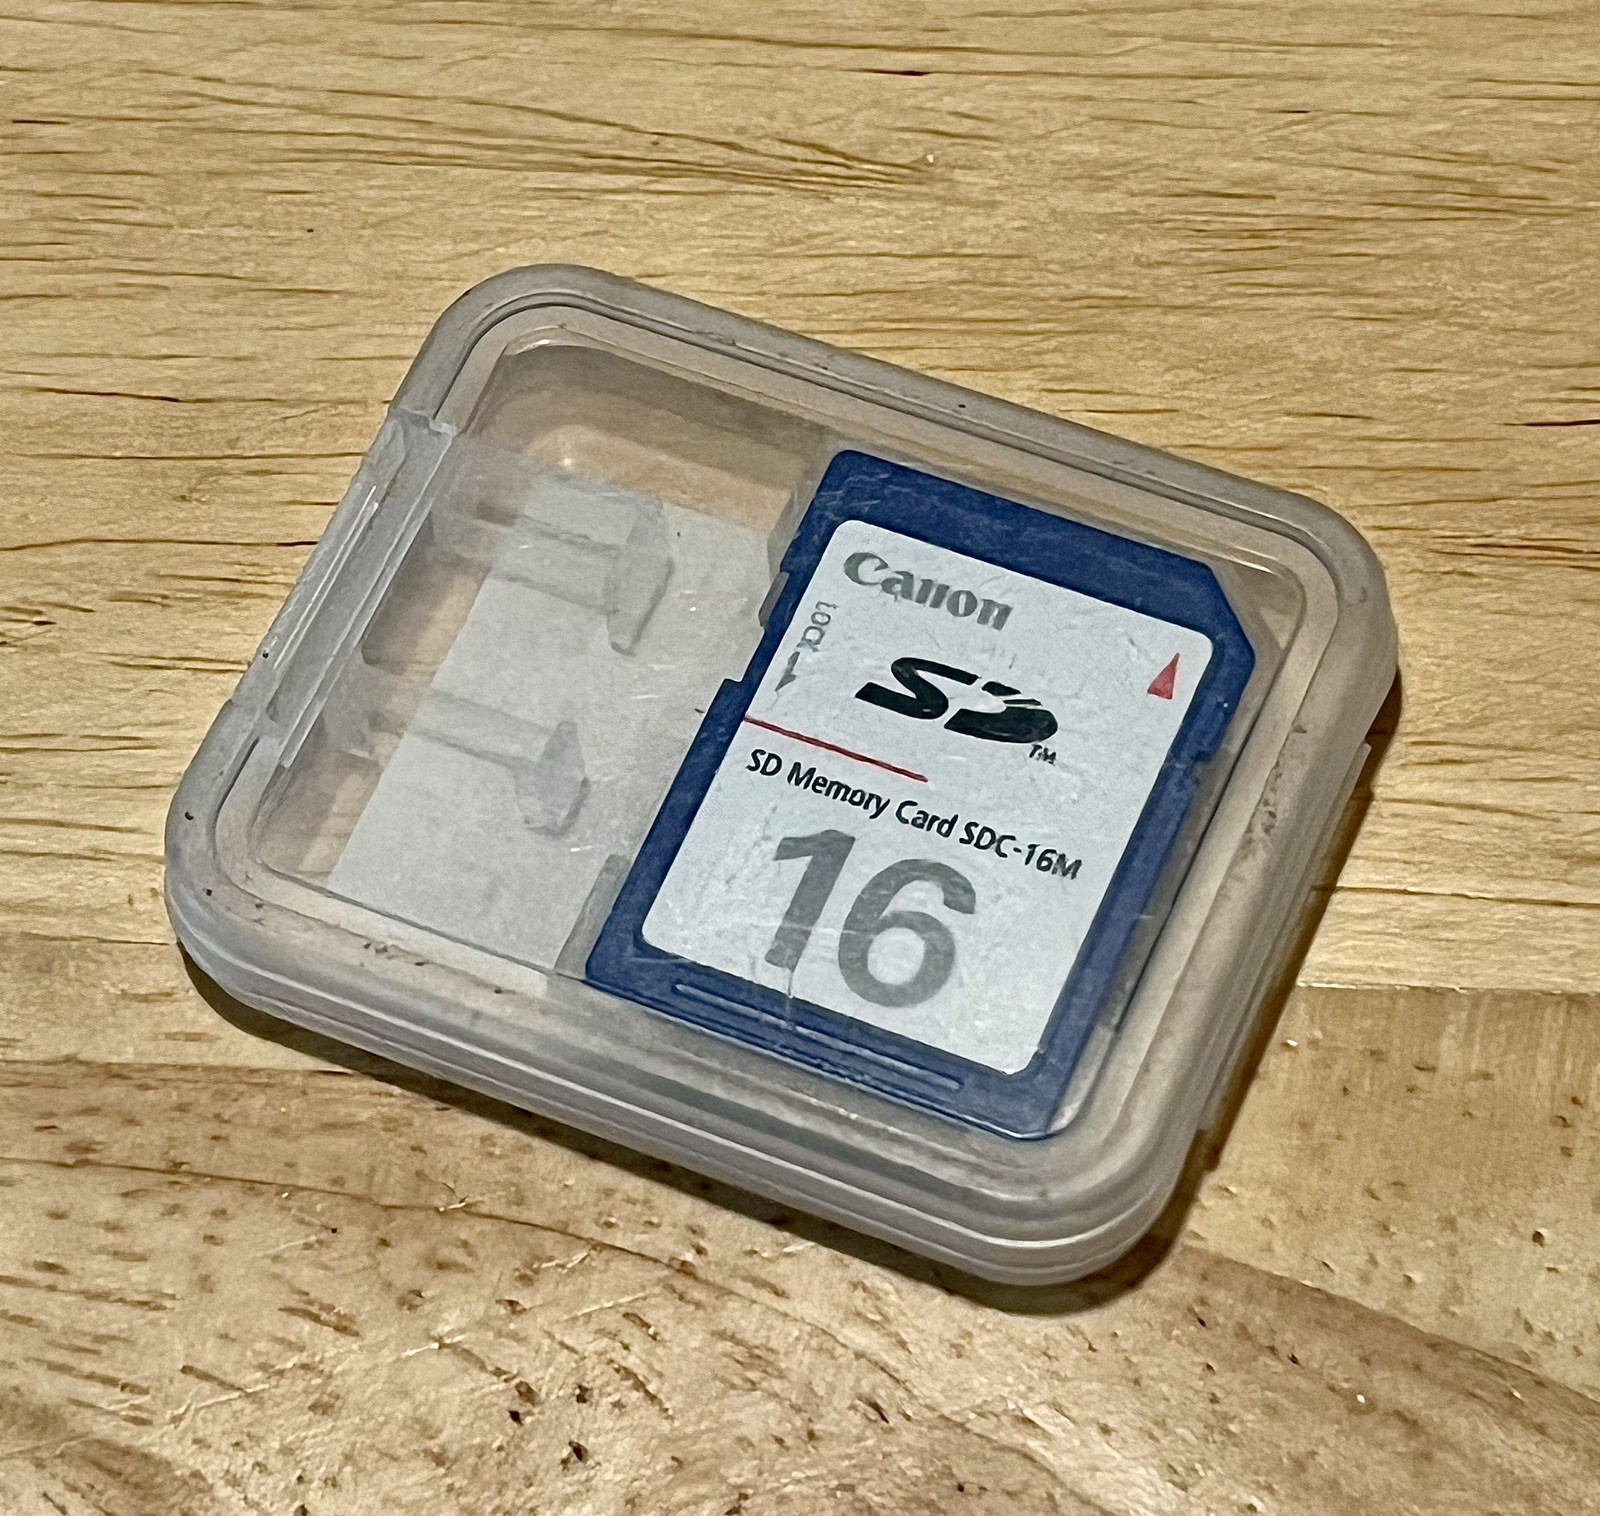 Canon
LOCK
SD
TM
SD Memory Card SDC-16M
16